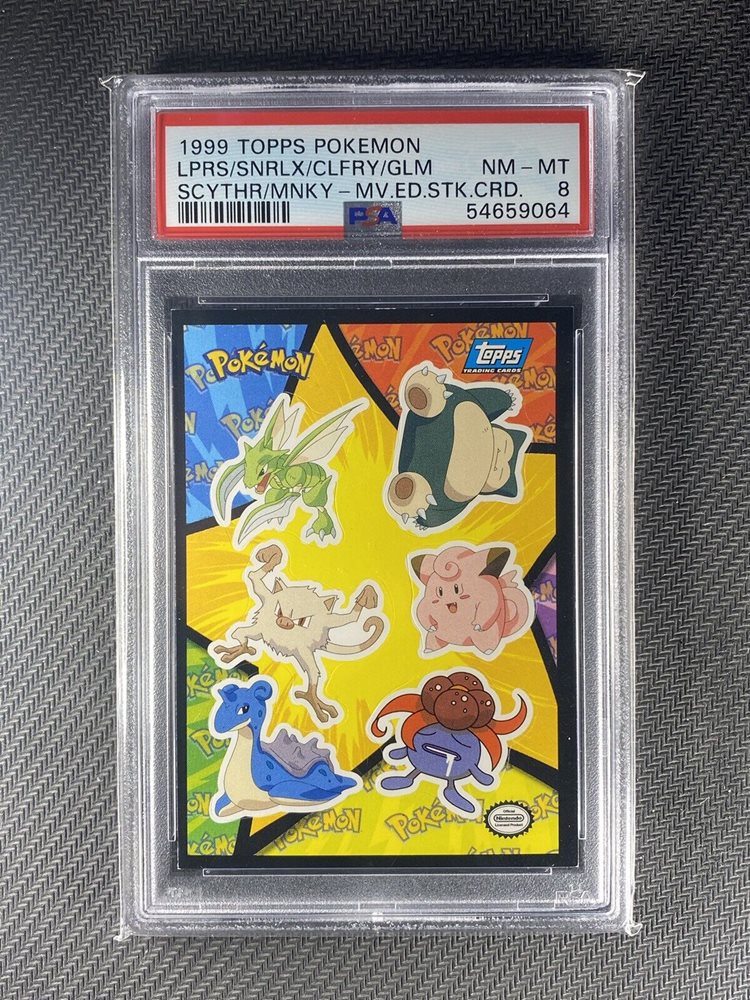 1999 TOPPS POKEMON
LPRS/SNRLX/CLFRY/GLM NM - MT
SCYTHR/MNKY - MV.ED.STK.CRD. 8
PSA 54659064
POKéMON
POKéMON
POKéMON
topps
TRADING CARDS
POKéMON
POKéMON
Official
Nintendo
Licensed Product